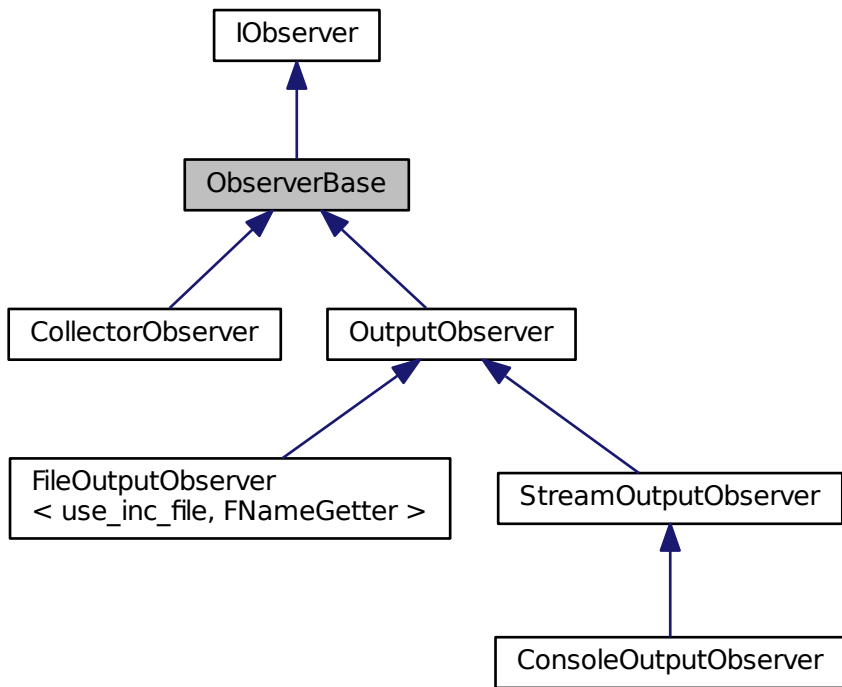 IObserver
ObserverBase
CollectorObserver
OutputObserver
FileOutputObserver
< use_inc_file, FNameGetter >
StreamOutputObserver
ConsoleOutputObserver